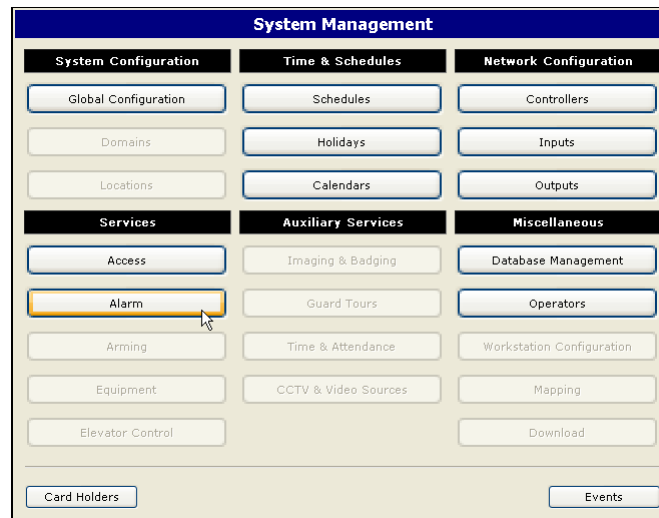 System Management
System Configuration
Time & Schedules
Network Configuration
Global Configuration
Schedules
Controllers
Domains
Holidays
Inputs
Locations
Calendars
Outputs
Services
Auxiliary Services
Miscellaneous
Access
Imaging & Badging
Database Management
Alarm
Guard Tours
Operators
Arming
Time & Attendance
Workstation Configuration
Equipment
CCTV & Video Sources
Mapping
Elevator Control
Download
Card Holders
Events